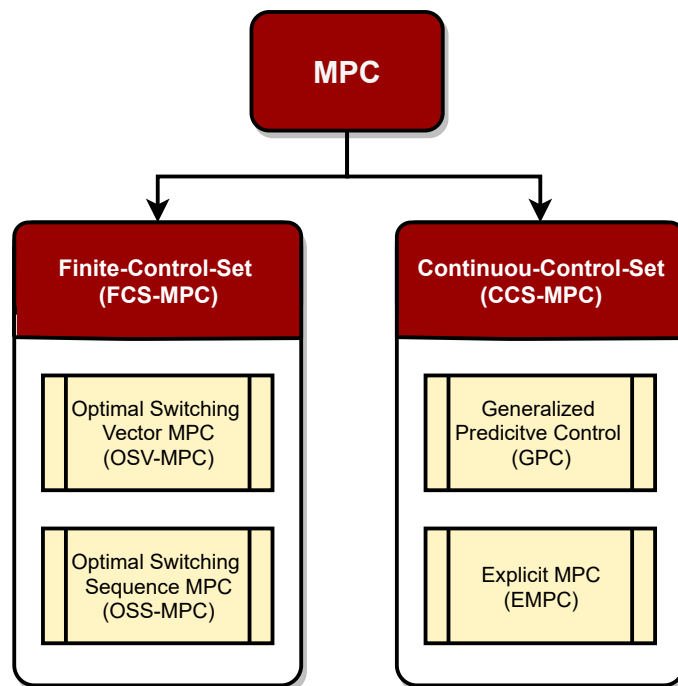 MPC
Finite-Control-Set
(FCS-MPC)
Optimal Switching
Vector MPC
(OSV-MPC)
Optimal Switching
Sequence MPC
(OSS-MPC)
Continuou-Control-Set
(CCS-MPC)
Generalized
Predicitve Control
(GPC)
Explicit MPC
(EMPC)